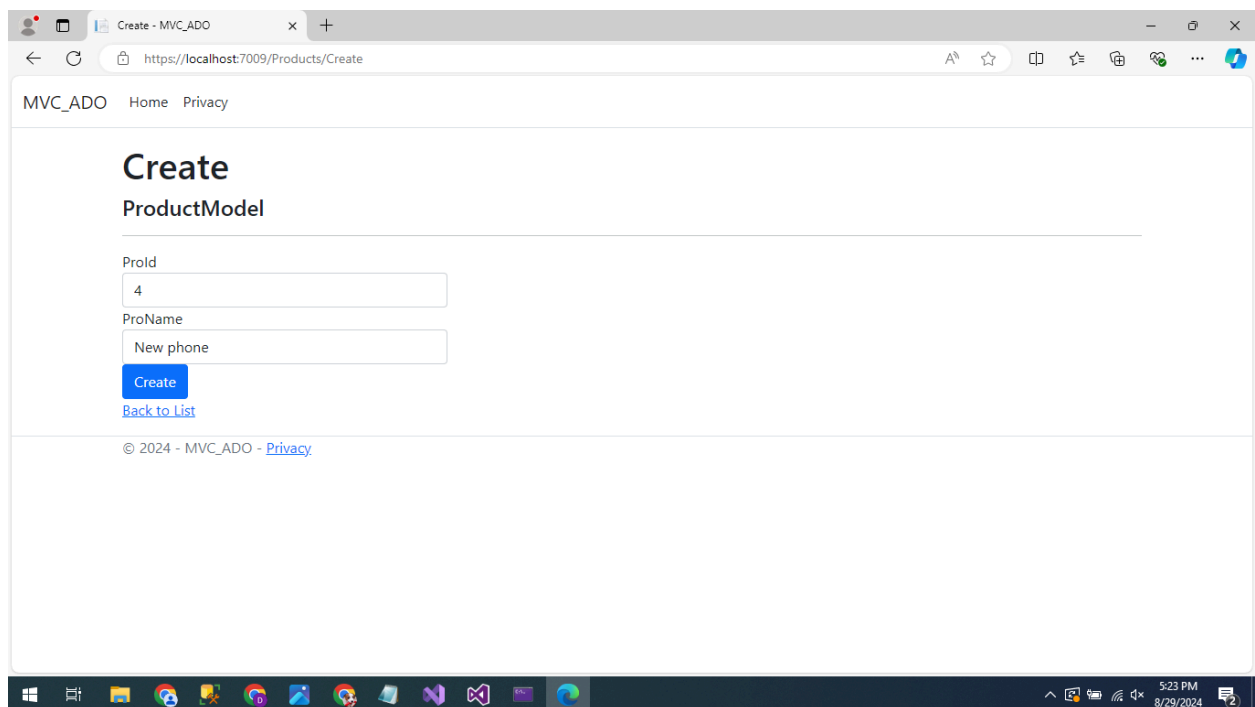 Create - MVC_ADO
https://localhost:7009/Products/Create
MVC_ADO Home Privacy
Create
ProductModel
ProId
4
ProName
New phone
Create
Back to List
© 2024 - MVC_ADO - Privacy
5:23 PM
8/29/2024
2